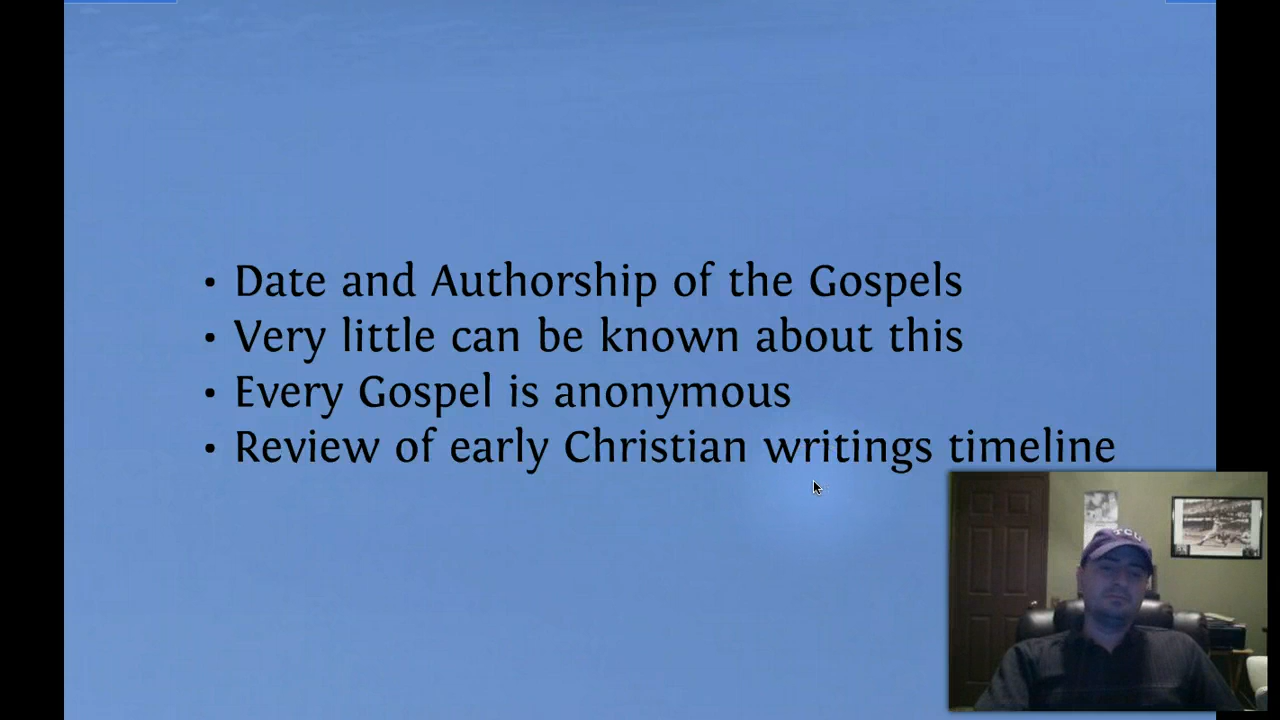 • Date and Authorship of the Gospels
• Very little can be known about this
• Every Gospel is anonymous
• Review of early Christian writings timeline
TCU